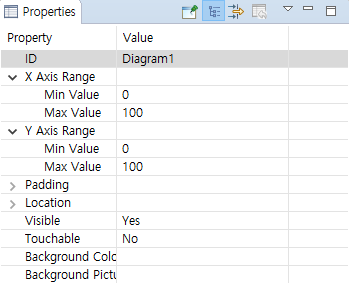 Properties
Property Value
ID Diagram1
X Axis Range
Min Value 0
Max Value 100
Y Axis Range
Min Value 0
Max Value 100
Padding
Location
Visible Yes
Touchable No
Background Colo
Background Pictu